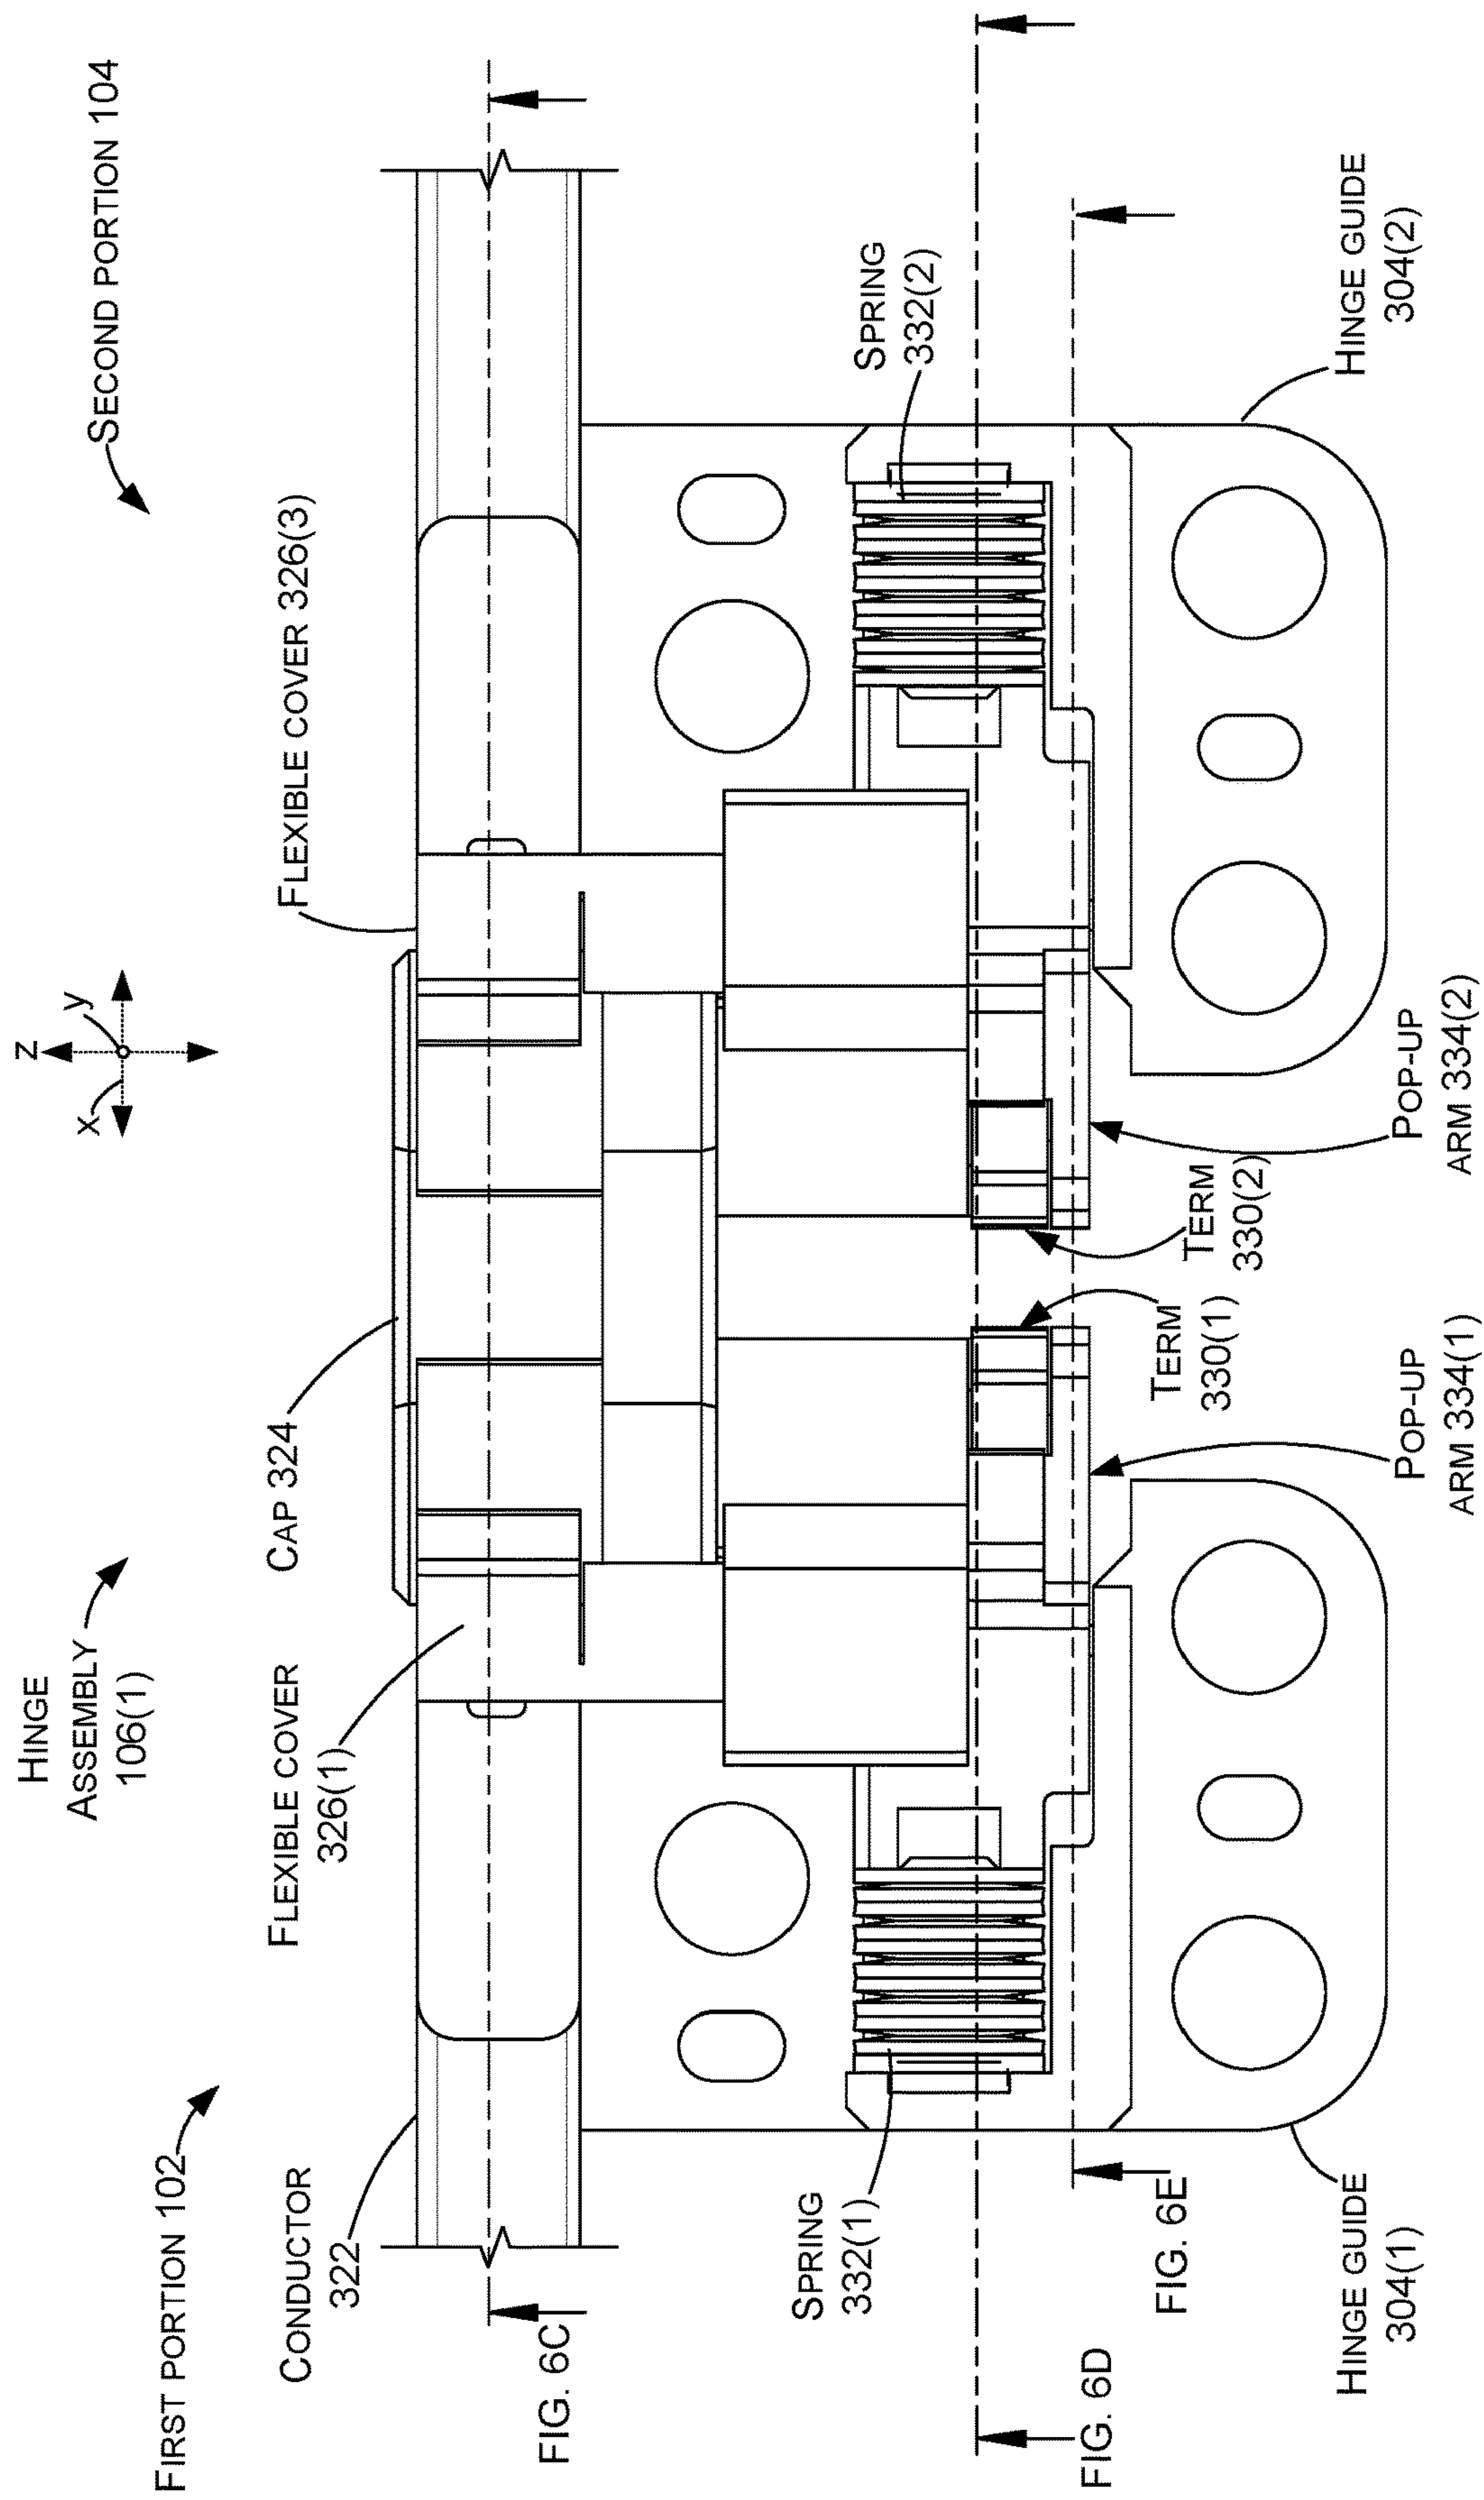 HINGE
ASSEMBLY
106(1)
FIRST PORTION 102
SECOND PORTION 104
z
y
x
CONDUCTOR
322
FLEXIBLE COVER
326(1)
CAP 324
FLEXIBLE COVER 326(3)
FIG. 6C
SPRING
332(1)
SPRING
332(2)
FIG. 6D
FIG. 6E
TERM
330(1)
TERM
330(2)
HINGE GUIDE
304(1)
POP-UP
ARM 334(1)
POP-UP
ARM 334(2)
HINGE GUIDE
304(2)